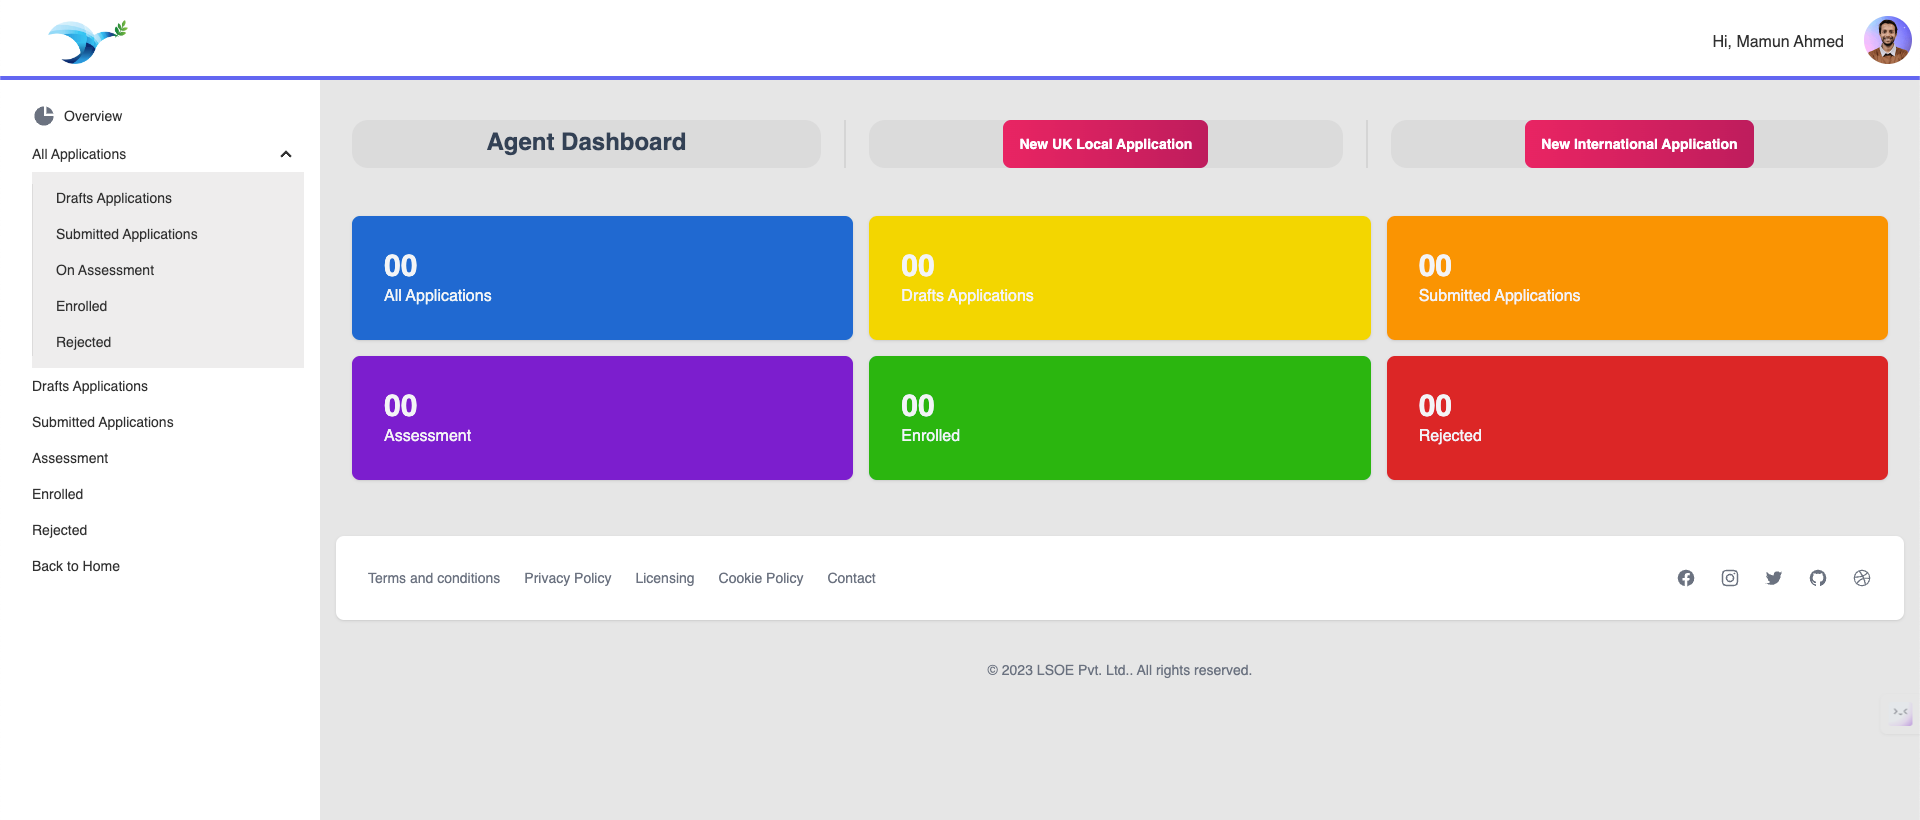 Hi, Mamun Ahmed
Overview
All Applications
Drafts Applications
Submitted Applications
On Assessment
Enrolled
Rejected
Drafts Applications
Submitted Applications
Assessment
Enrolled
Rejected
Back to Home
Agent Dashboard
New UK Local Application
New International Application
00
All Applications
00
Drafts Applications
00
Submitted Applications
00
Assessment
00
Enrolled
00
Rejected
Terms and conditions
Privacy Policy
Licensing
Cookie Policy
Contact
© 2023 LSOE Pvt. Ltd.. All rights reserved.